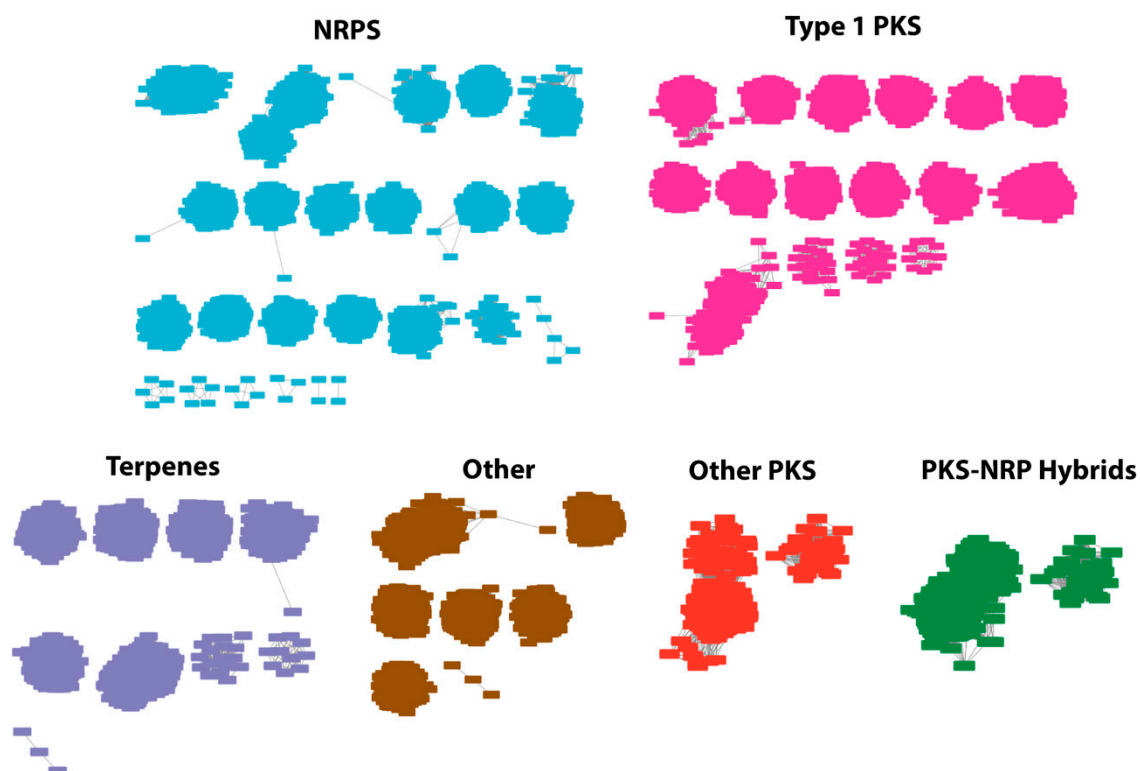 NRPS
Type 1 PKS
Terpenes
Other
Other PKS
PKS-NRP Hybrids